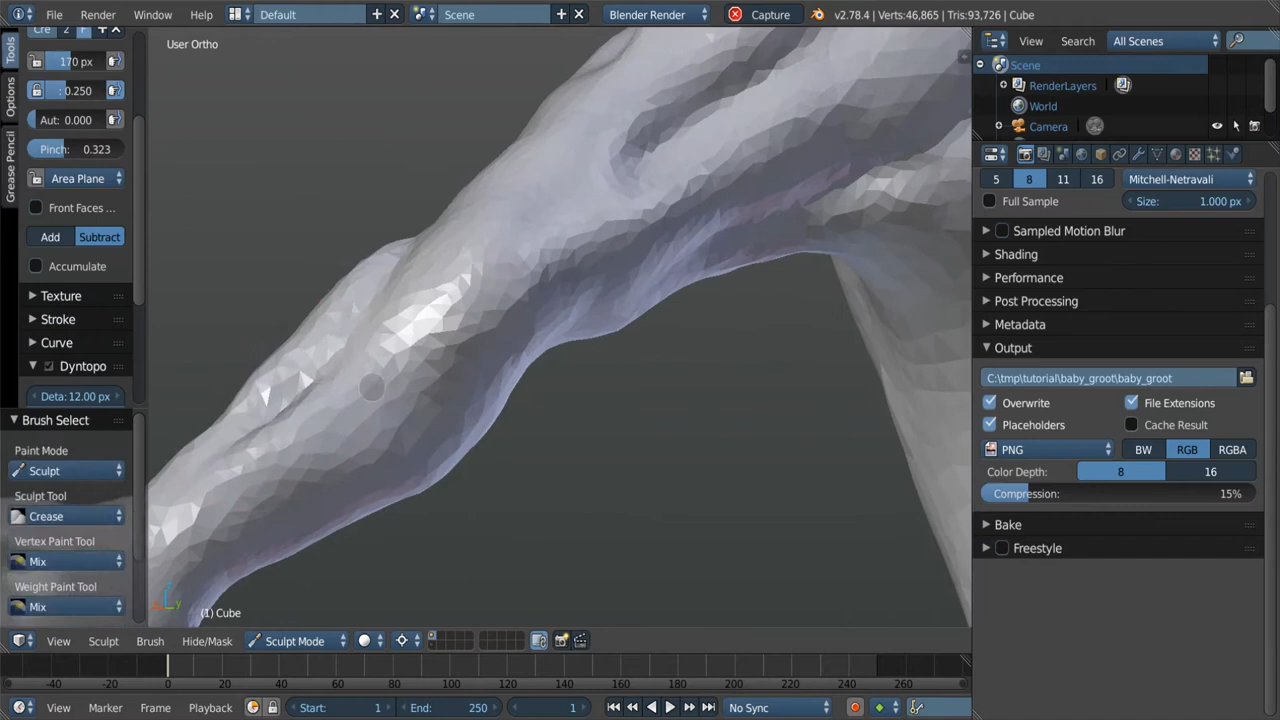 File Render Window Help Default Scene Blender Render Capture v2.78.4 | Verts:46,865 | Tris:93,726 | Cube
Tools
Options
Grease Pencil
Cre 2 F
170 px
: 0.250
Aut: 0.000
Pinch: 0.323
Area Plane
Front Faces ...
Add Subtract
Accumulate
Texture
Stroke
Curve
Dyntopo
Deta: 12.00 px
Brush Select
Paint Mode
Sculpt
Sculpt Tool
Crease
Vertex Paint Tool
Mix
Weight Paint Tool
Mix
User Ortho
z
y
(1) Cube
View Sculpt Brush Hide/Mask Sculpt Mode
-40 -20 0 20 40 60 80 100 120 140 160 180 200 220 240 260
View Marker Frame Playback Start: 1 End: 250 1 No Sync
View Search All Scenes
Scene
RenderLayers
World
Camera
5 8 11 16 Mitchell-Netravali
Full Sample Size: 1.000 px
Sampled Motion Blur
Shading
Performance
Post Processing
Metadata
Output
C:\tmp\tutorial\baby_groot\baby_groot
Overwrite File Extensions
Placeholders Cache Result
PNG BW RGB RGBA
Color Depth: 8 16
Compression: 15%
Bake
Freestyle